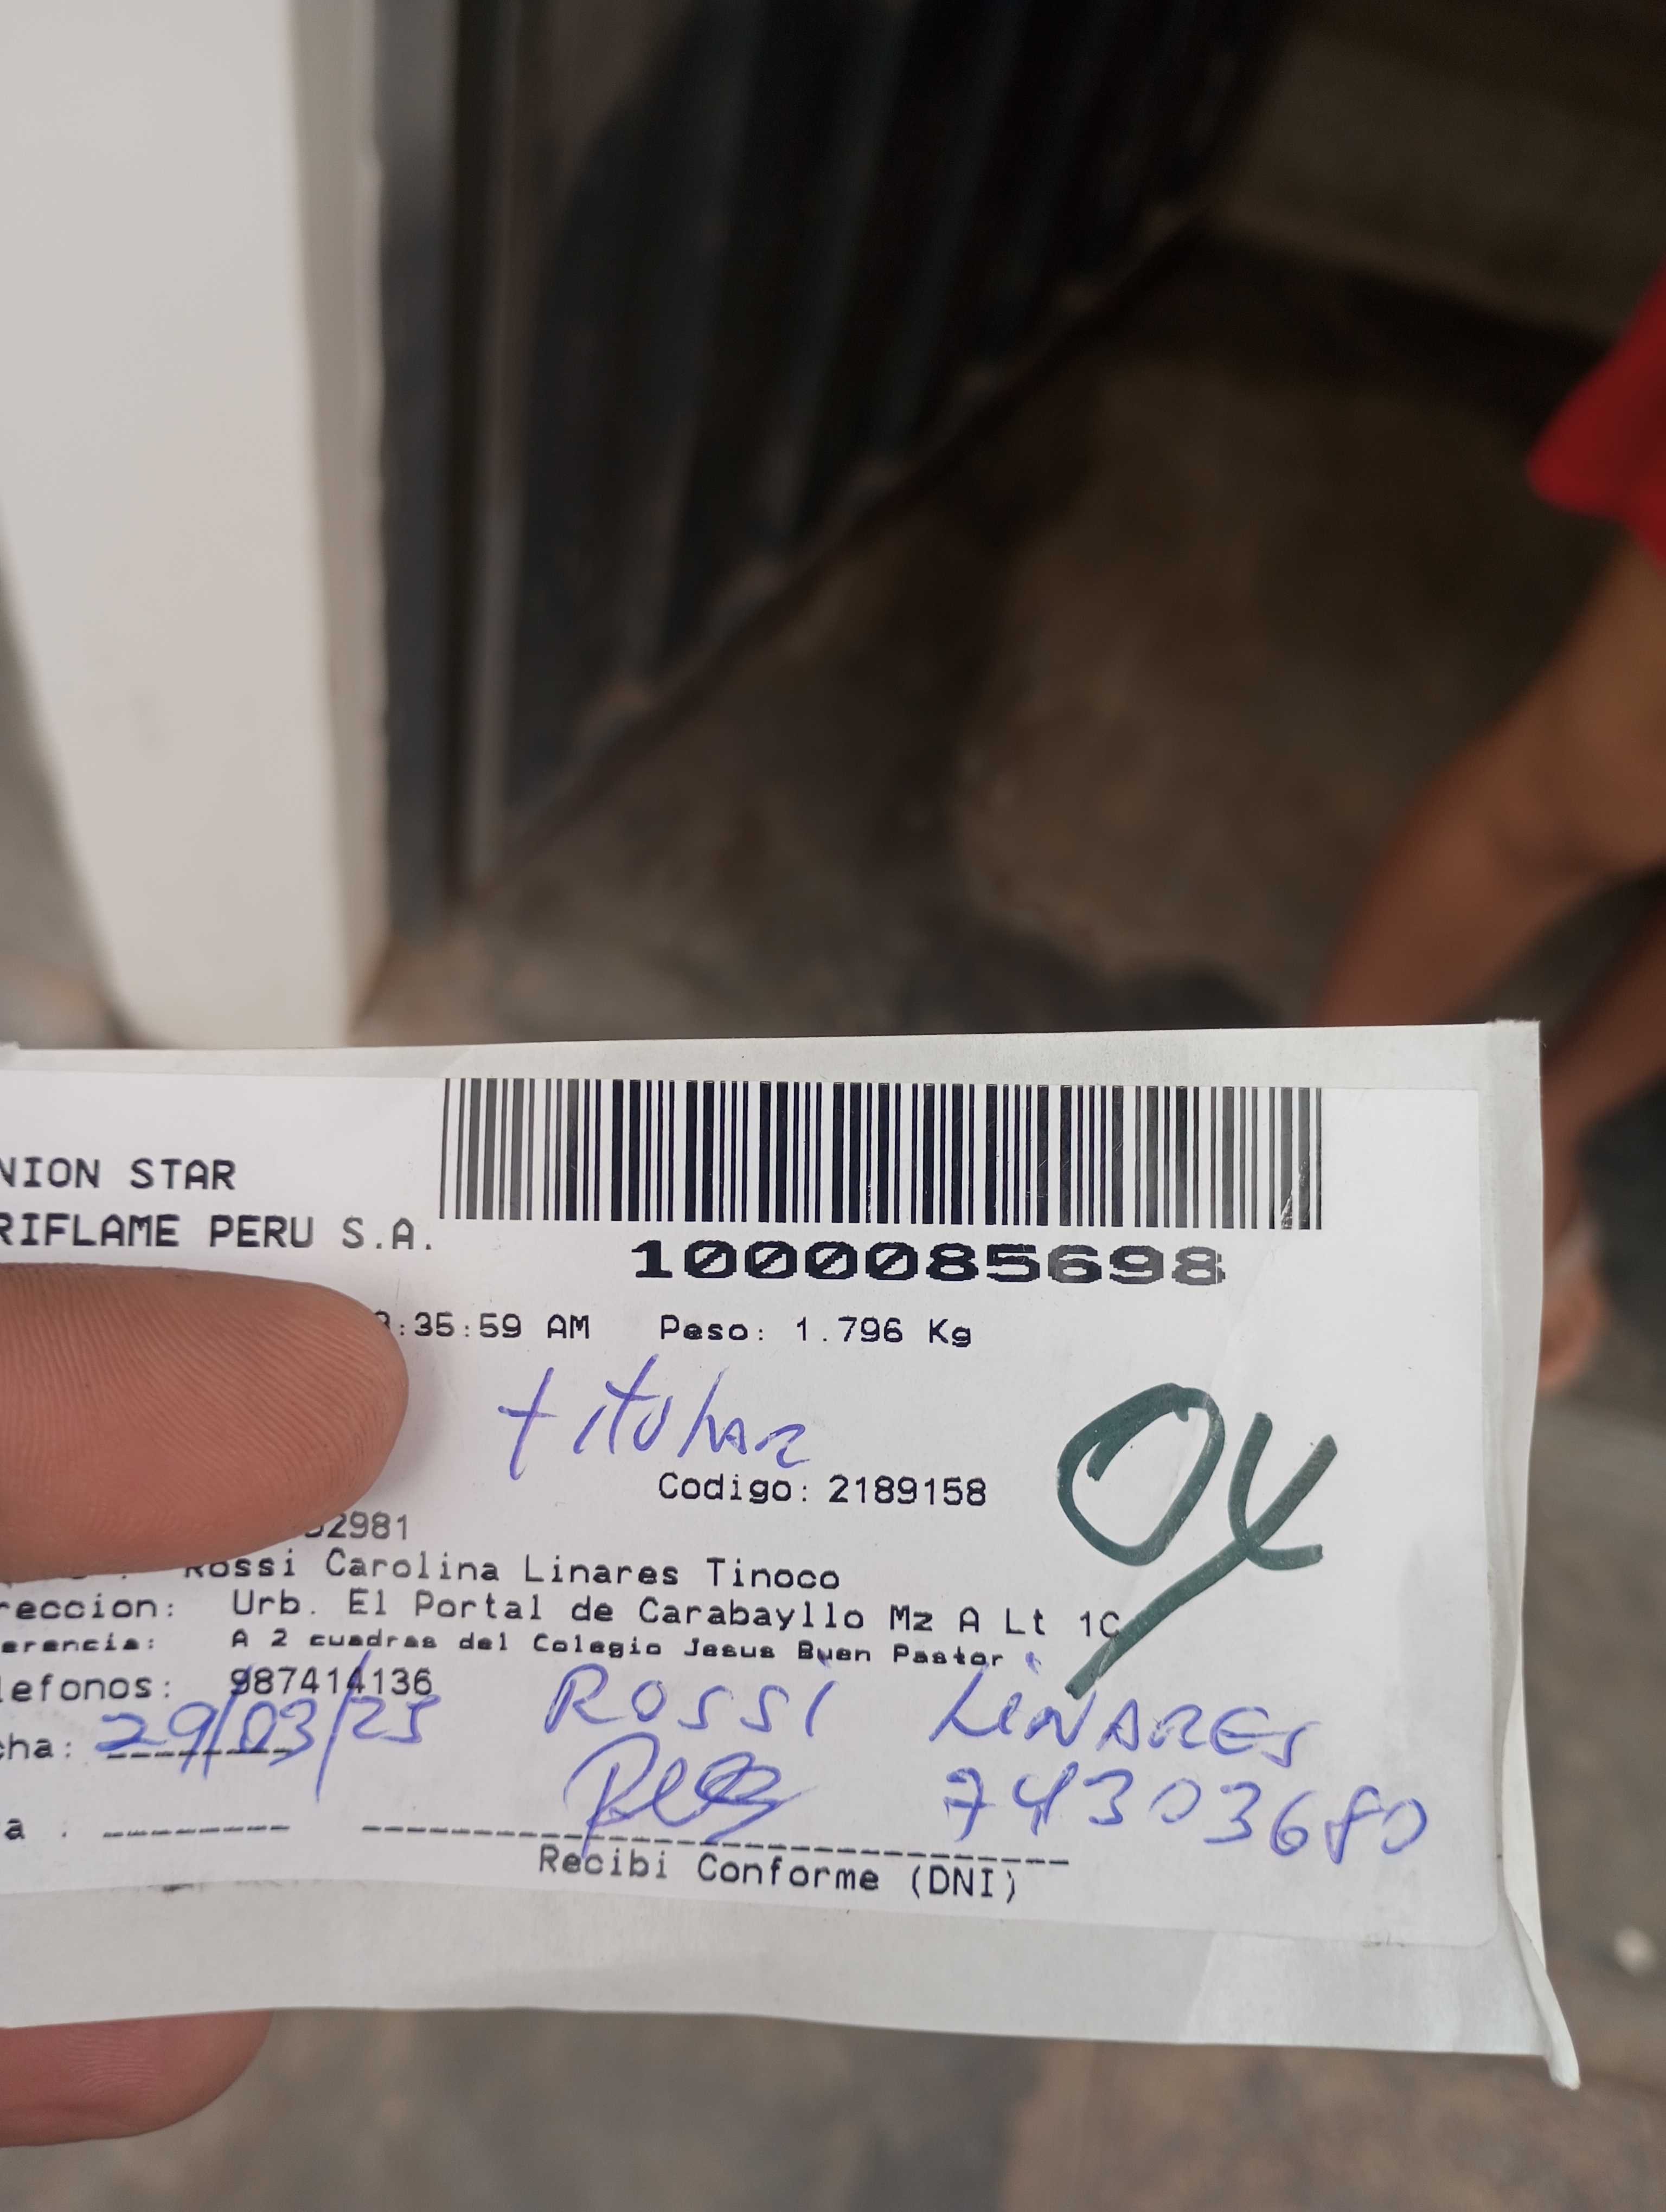 NION STAR
RIFLAME PERU S.A.
1000085698
:35:59 AM Peso: 1.796 Kg
titular
Codigo: 2189158
2981
Rossi Carolina Linares Tinoco
reccion: Urb. El Portal de Carabayllo Mz A Lt 1C
erencia: A 2 cuadras del Colegio Jesus Buen Pastor
lefonos: 987414136
ROSSI LINARES
cha: 29/03/25
74303680
a :
Recibi Conforme (DNI)